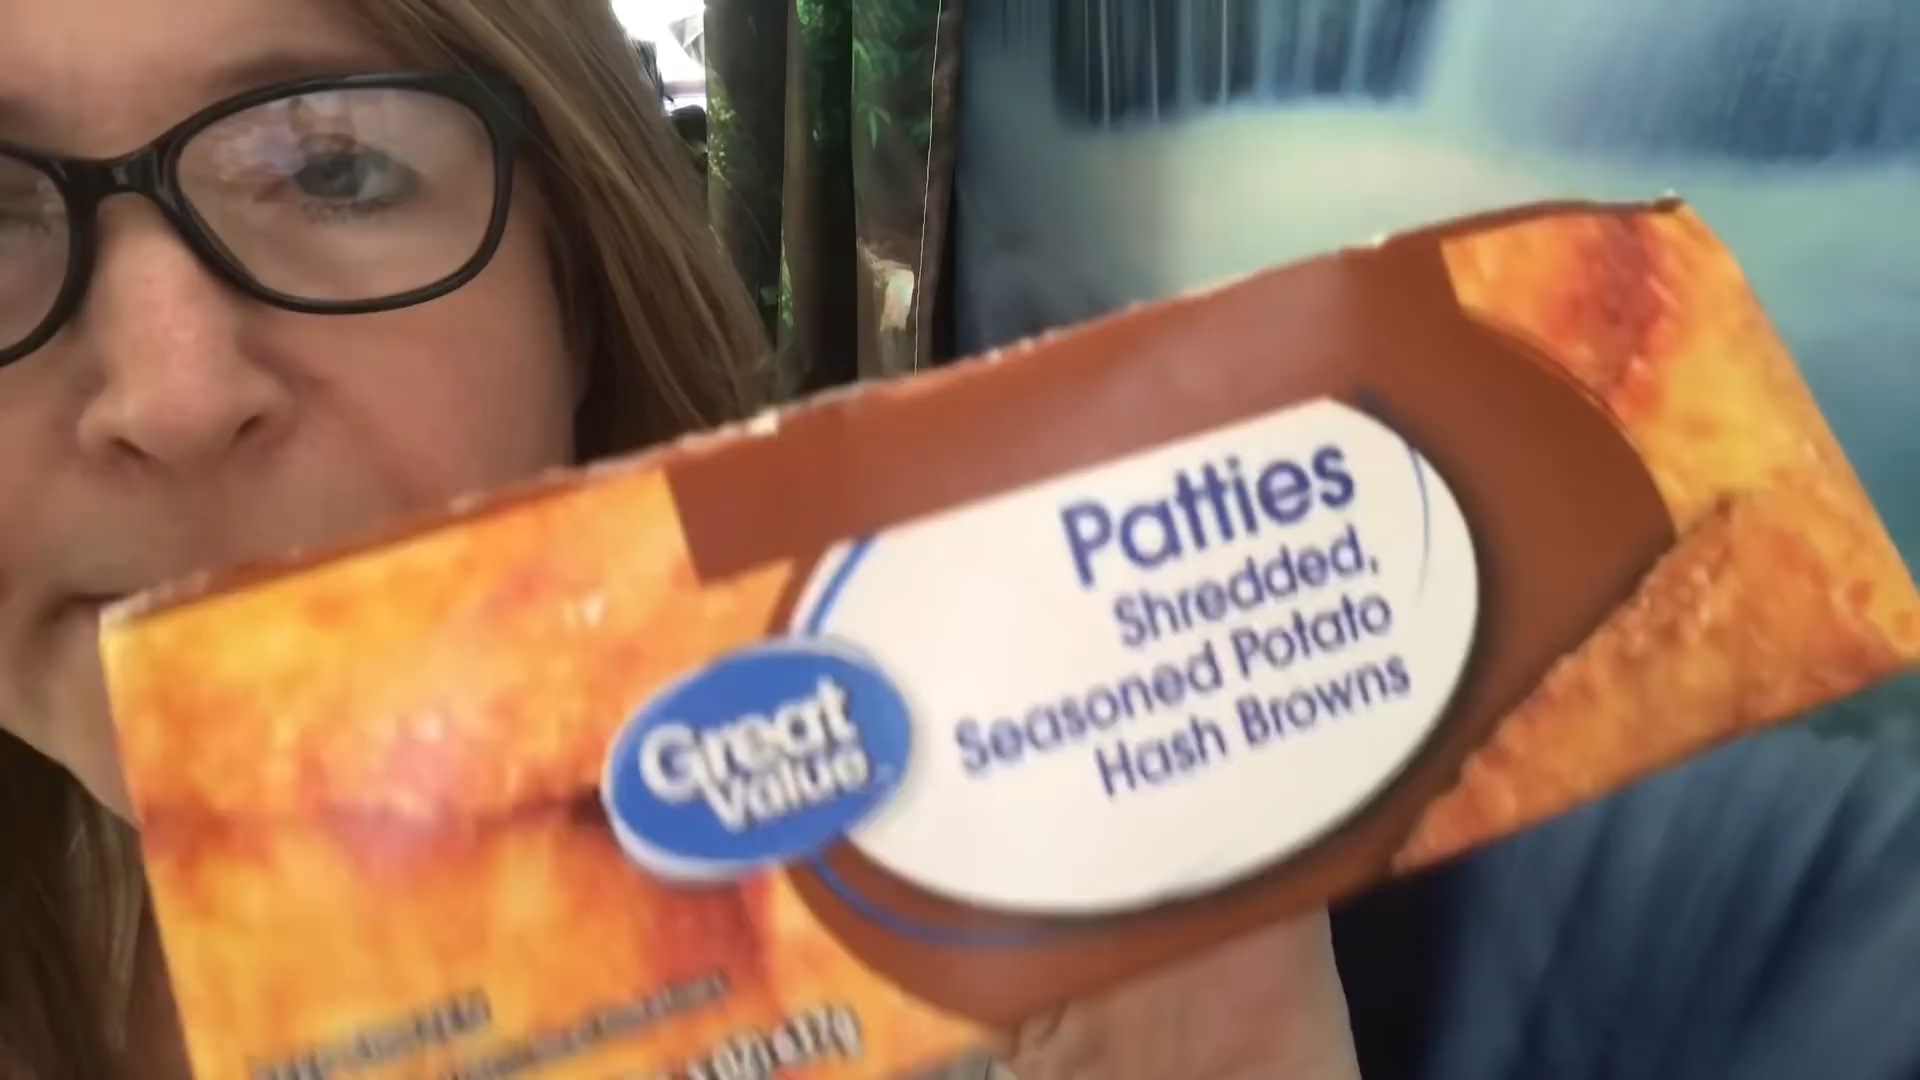 Patties
Shredded,
Seasoned Potato
Hash Browns
Great
Value